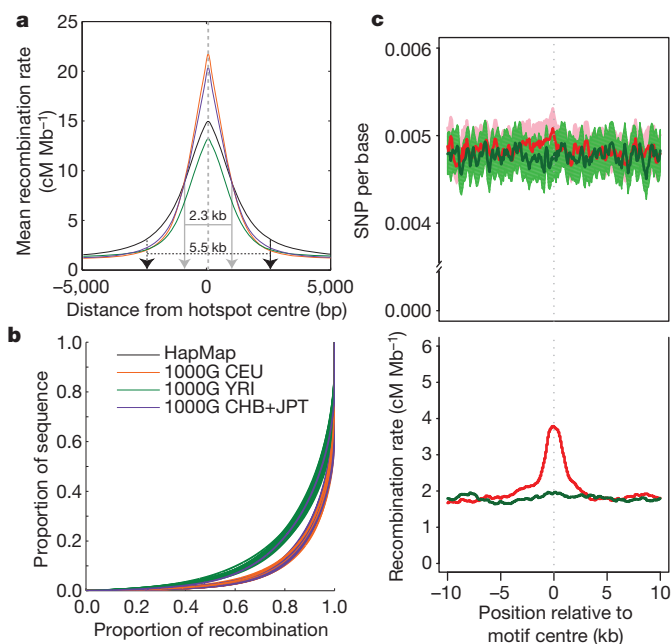 a
Mean recombination rate
(cM Mb⁻¹)
25
20
15
10
5
0
2.3 kb
5.5 kb
–5,000
0
5,000
Distance from hotspot centre (bp)
b
Proportion of sequence
1.0
0.8
0.6
0.4
0.2
0.0
HapMap
1000G CEU
1000G YRI
1000G CHB+JPT
0.0
0.2
0.4
0.6
0.8
1.0
Proportion of recombination
c
SNP per base
0.006
0.005
0.004
0.000
Recombination rate (cM Mb⁻¹)
6
5
4
3
2
1
0
-10
-5
0
5
10
Position relative to
motif centre (kb)